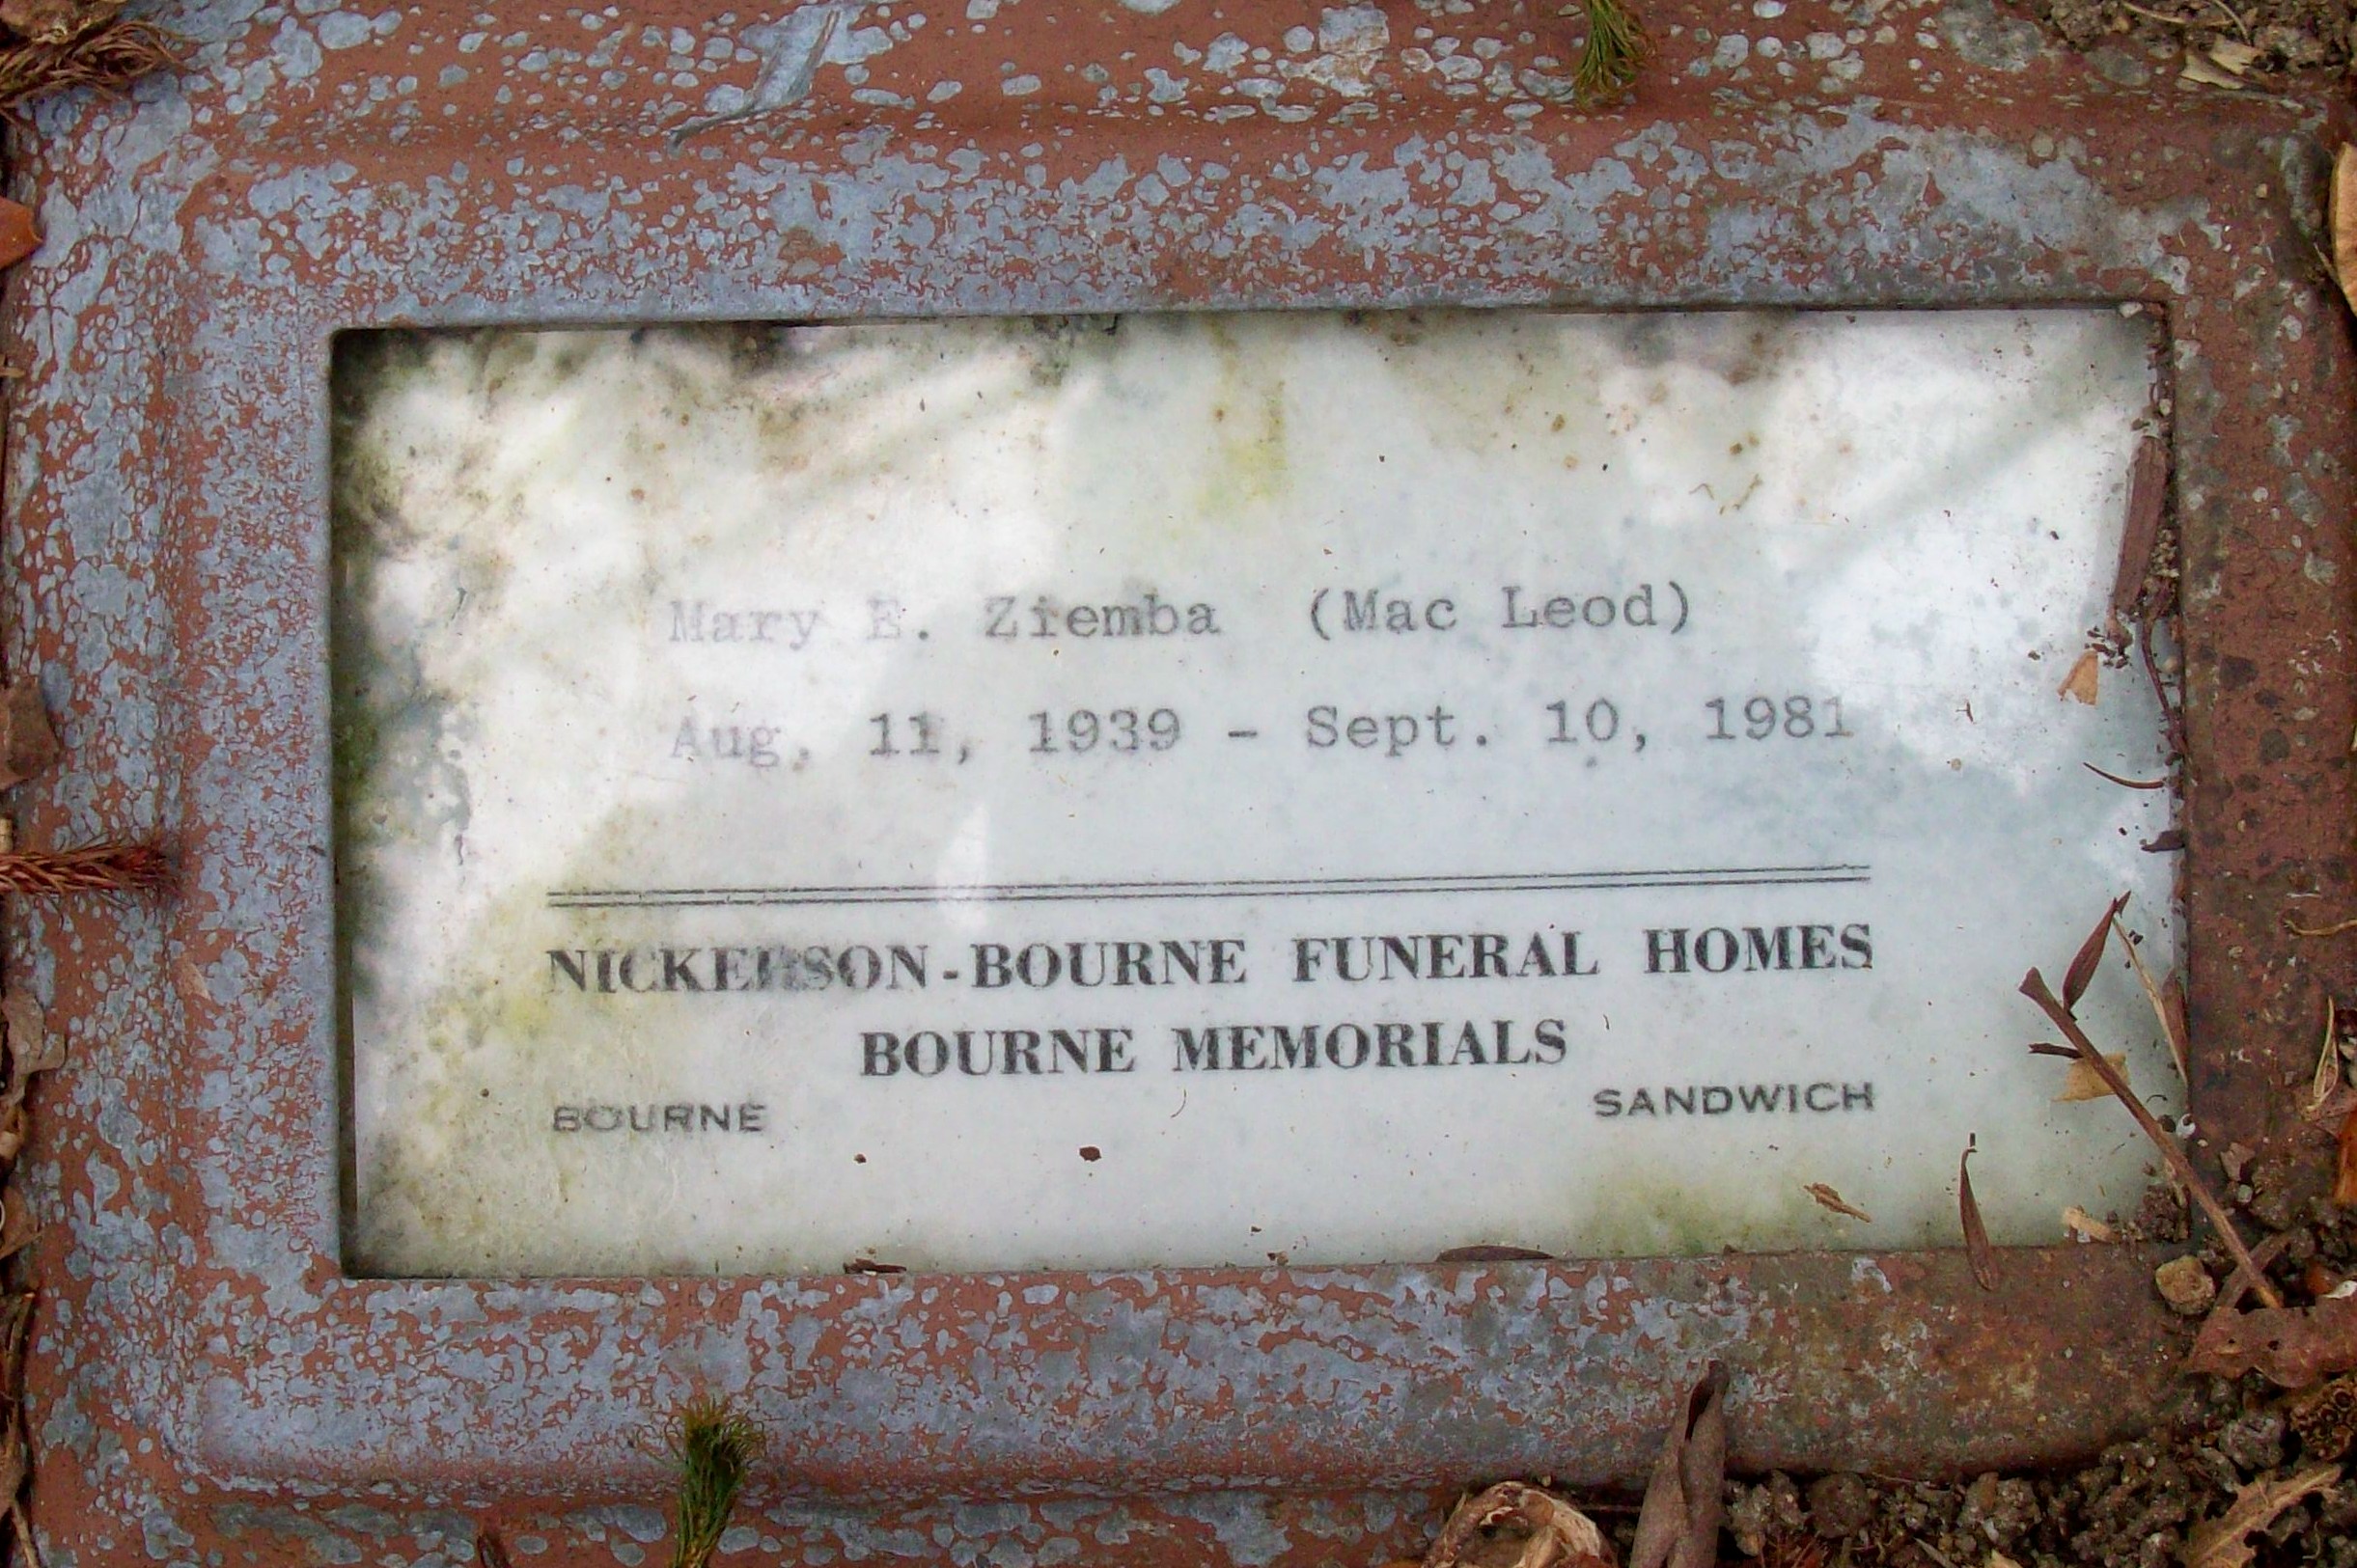 Mary E. Ziemba (Mac Leod)
Aug. 11, 1939 - Sept. 10, 1981
NICKERSON-BOURNE FUNERAL HOMES
BOURNE MEMORIALS
BOURNE SANDWICH